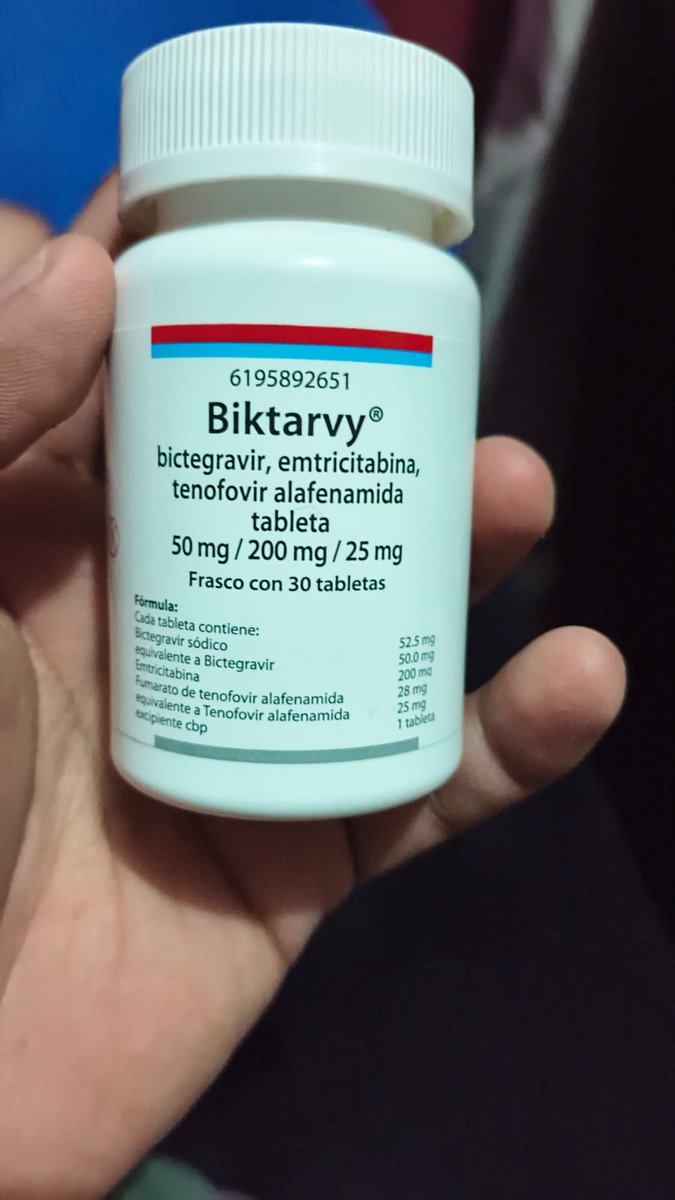 6195892651
Biktarvy®
bictegravir, emtricitabina,
tenofovir alafenamida
tableta
50 mg / 200 mg / 25 mg
Frasco con 30 tabletas
Fórmula:
Cada tableta contiene:
Bictegravir sódico 52.5 mg
equivalente a Bictegravir 50.0 mg
Emtricitabina 200 mg
Fumarato de tenofovir alafenamida 28 mg
equivalente a Tenofovir alafenamida 25 mg
excipiente cbp 1 tableta